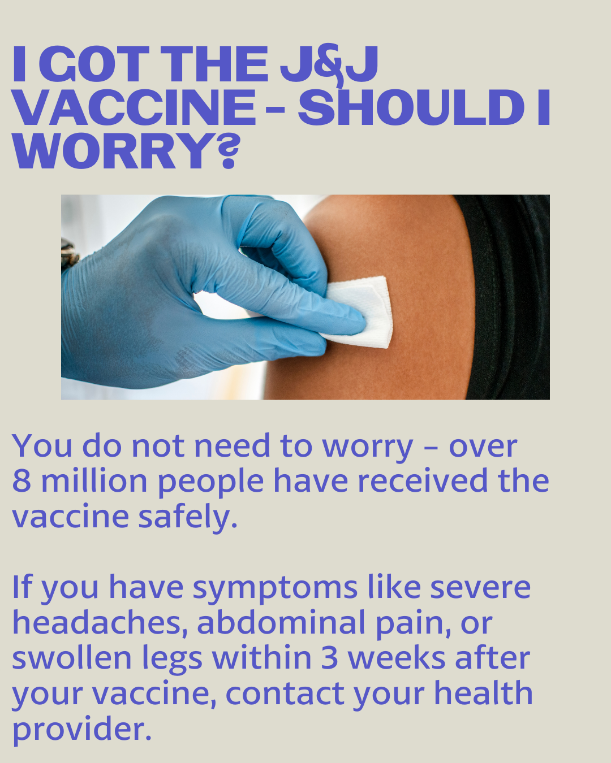 I GOT THE J&J
VACCINE – SHOULD I
WORRY?
You do not need to worry – over
8 million people have received the
vaccine safely.
If you have symptoms like severe
headaches, abdominal pain, or
swollen legs within 3 weeks after
your vaccine, contact your health
provider.